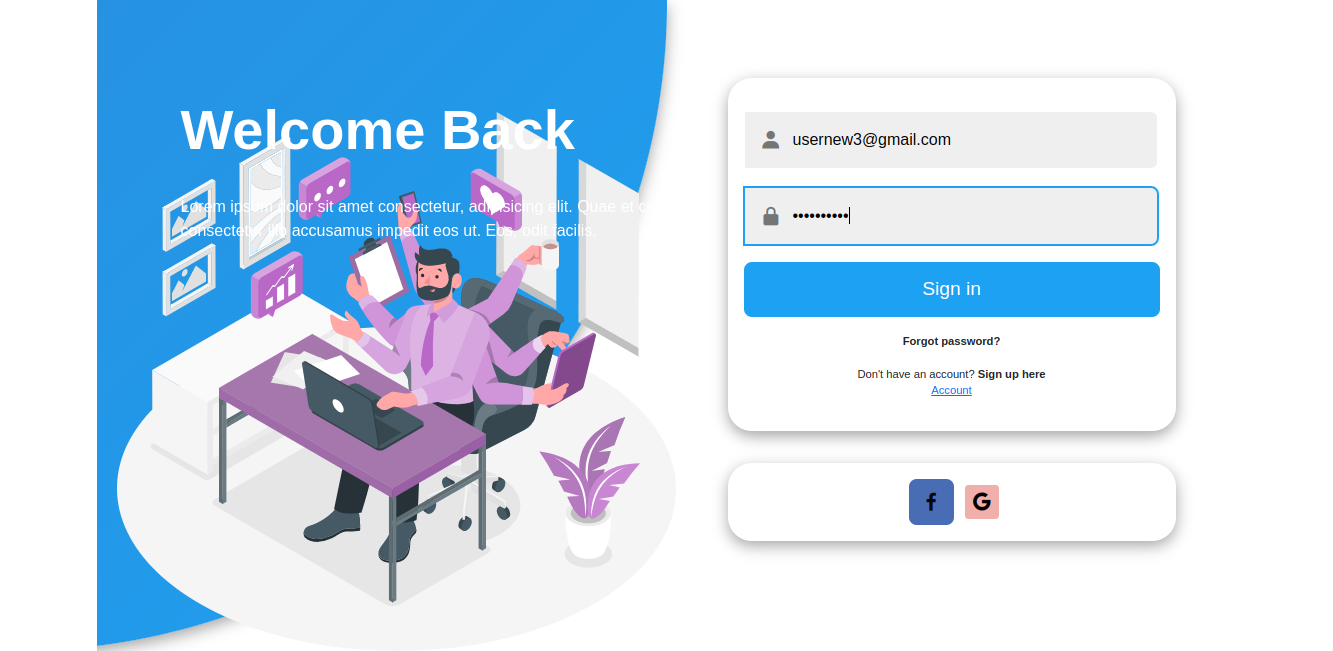 Welcome Back
Lorem ipsum dolor sit amet consectetur, adipisicing elit. Quae et c
consectetur iste accusamus impedit eos ut. Eos, odit facilis.
usernew3@gmail.com
••••••••••
Sign in
Forgot password?
Don't have an account? Sign up here
Account